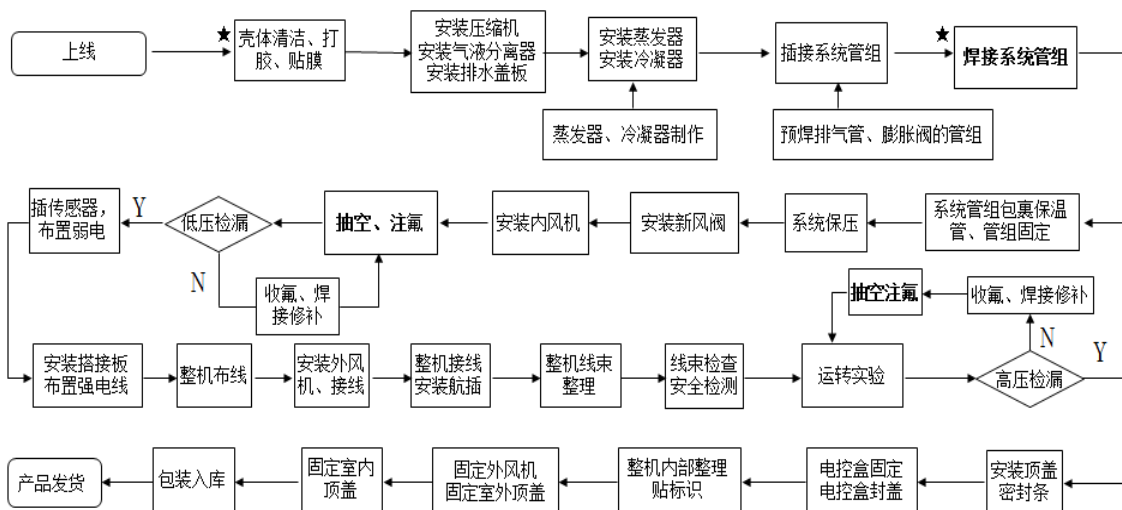 上线
★
壳体清洁、打
胶、贴膜
安装压缩机
安装气液分离器
安装排水盖板
安装蒸发器
安装冷凝器
插接系统管组
★
焊接系统管组
蒸发器、冷凝器制作
预焊排气管、膨胀阀的管组
插传感器，
布置弱电
Y
低压检漏
抽空、注氟
安装内风机
安装新风阀
系统保压
系统管组包裹保温
管、管组固定
N
收氟、焊
接修补
抽空注氟
收氟、焊接修补
N
Y
安装搭接板
布置强电线
整机布线
安装外风
机、接线
整机接线
安装航插
整机线束
整理
线束检查
安全检测
运转实验
高压检漏
产品发货
包装入库
固定室内
顶盖
固定外风机
固定室外顶盖
整机内部整理
贴标识
电控盒固定
电控盒封盖
安装顶盖
密封条